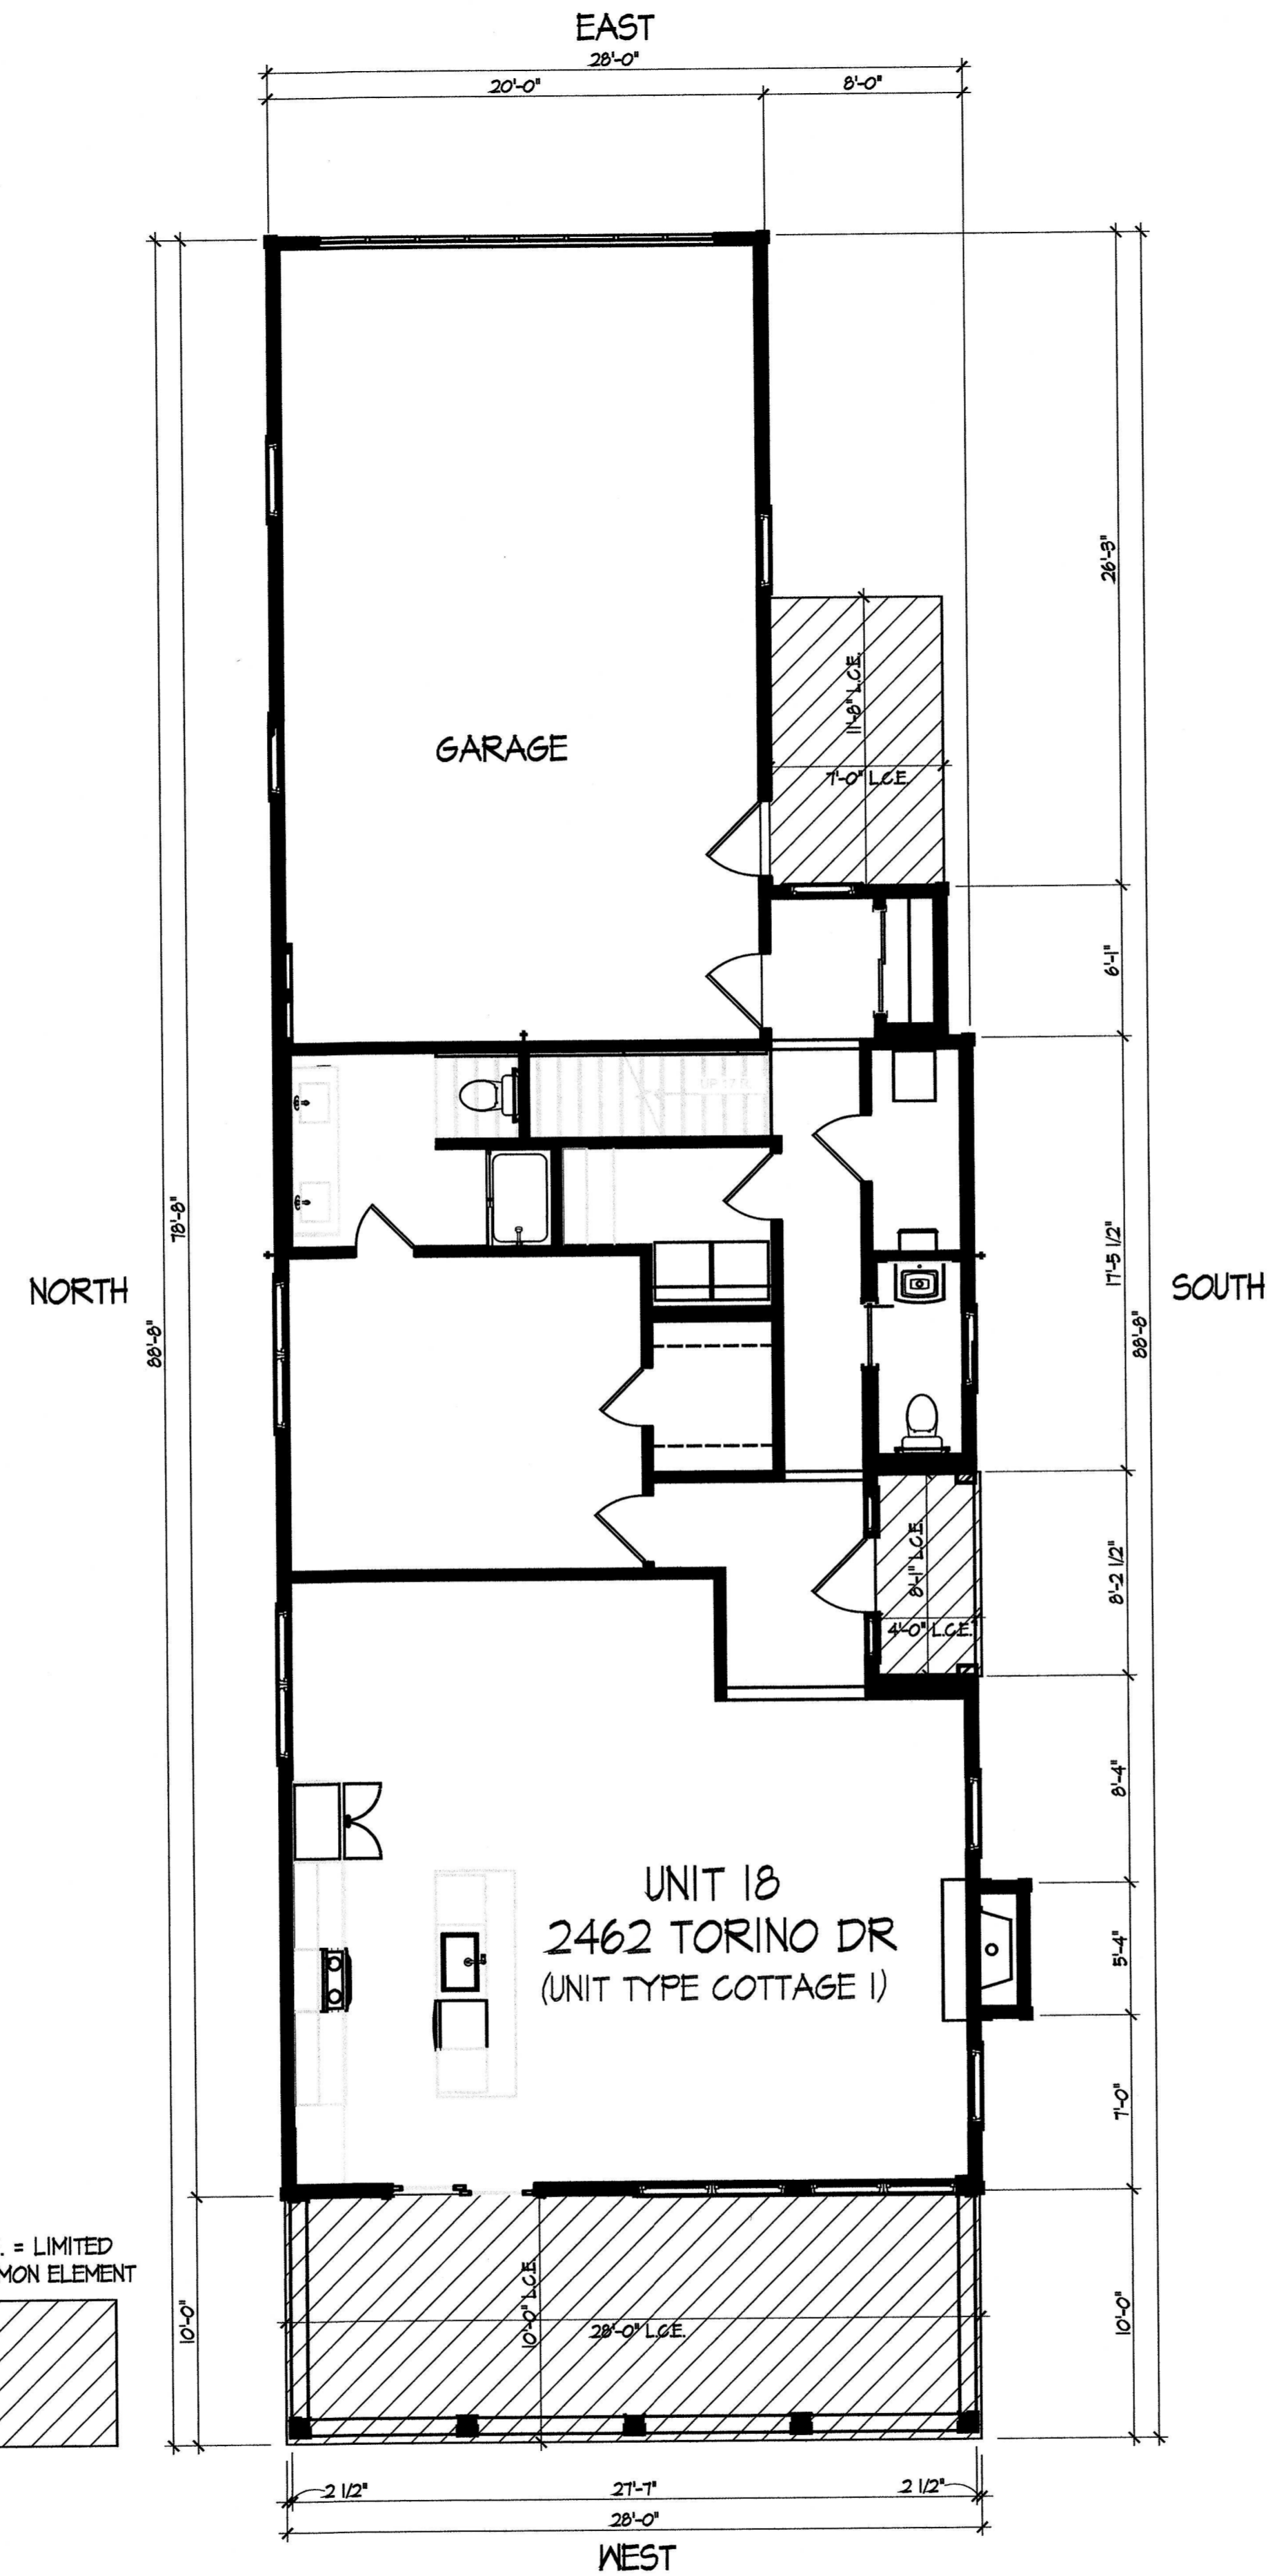 EAST
28'-0"
20'-0"
8'-0"
26'-3"
11'-8" L.C.E.
7'-0" L.C.E.
GARAGE
6'-1"
UP 17 R.
78'-8"
17'-5 1/2"
NORTH
SOUTH
88'-8"
88'-8"
8'-1" L.C.E.
8'-2 1/2"
4'-0" L.C.E.
8'-4"
UNIT 18
2462 TORINO DR
(UNIT TYPE COTTAGE 1)
5'-4"
7'-0"
. = LIMITED
MON ELEMENT
10'-0"
10'-0" L.C.E.
28'-0" L.C.E.
10'-0"
2 1/2"
27'-7"
2 1/2"
28'-0"
WEST